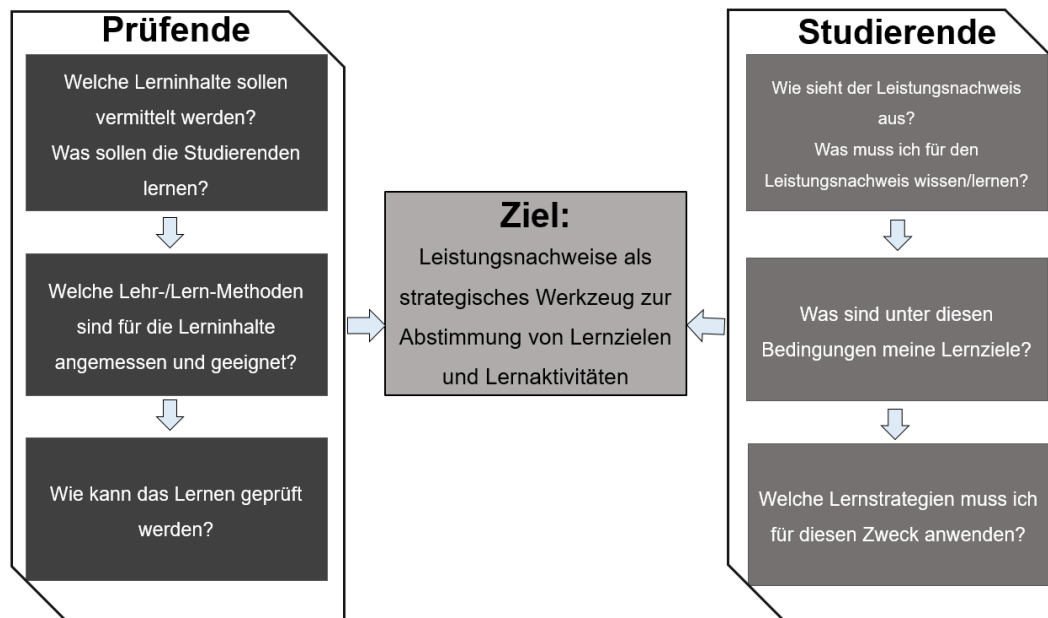 Prüfende
Welche Lerninhalte sollen
vermittelt werden?
Was sollen die Studierenden
lernen?
Welche Lehr-/Lern-Methoden
sind für die Lerninhalte
angemessen und geeignet?
Wie kann das Lernen geprüft
werden?
Ziel:
Leistungsnachweise als
strategisches Werkzeug zur
Abstimmung von Lernzielen
und Lernaktivitäten
Studierende
Wie sieht der Leistungsnachweis
aus?
Was muss ich für den
Leistungsnachweis wissen/lernen?
Was sind unter diesen
Bedingungen meine Lernziele?
Welche Lernstrategien muss ich
für diesen Zweck anwenden?